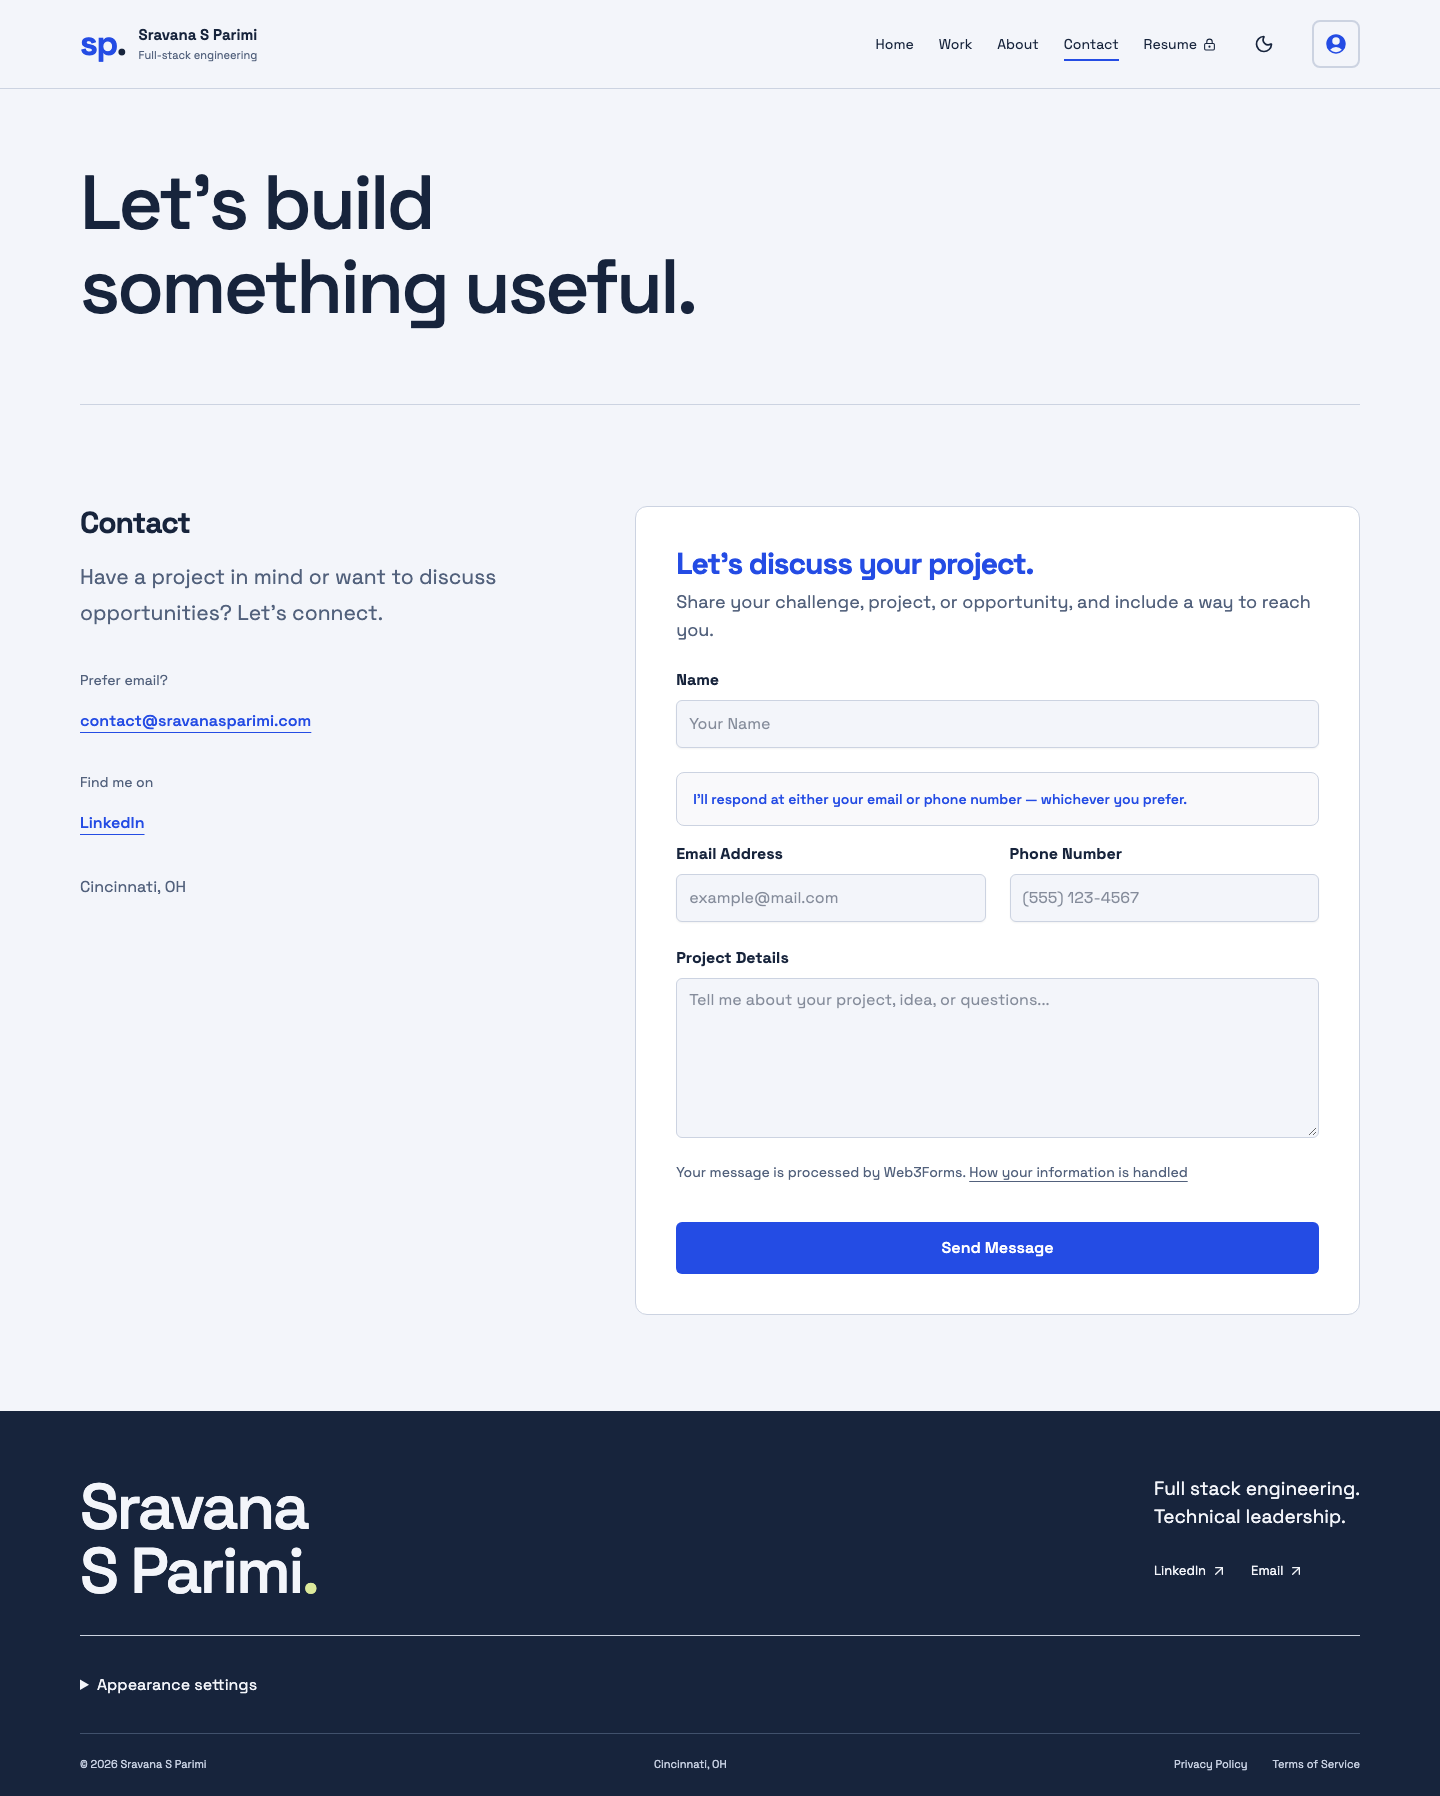 sp.
Sravana S Parimi
Full-stack engineering
Home
Work
About
Contact
Resume
Let's build
something useful.
Contact
Have a project in mind or want to discuss
opportunities? Let's connect.
Prefer email?
contact@sravanasparimi.com
Find me on
LinkedIn
Cincinnati, OH
Let's discuss your project.
Share your challenge, project, or opportunity, and include a way to reach
you.
Name
Your Name
I'll respond at either your email or phone number — whichever you prefer.
Email Address
Phone Number
example@mail.com
(555) 123-4567
Project Details
Tell me about your project, idea, or questions...
Your message is processed by Web3Forms. How your information is handled
Send Message
Sravana
S Parimi.
Full stack engineering.
Technical leadership.
LinkedIn
Email
Appearance settings
© 2026 Sravana S Parimi
Cincinnati, OH
Privacy Policy
Terms of Service